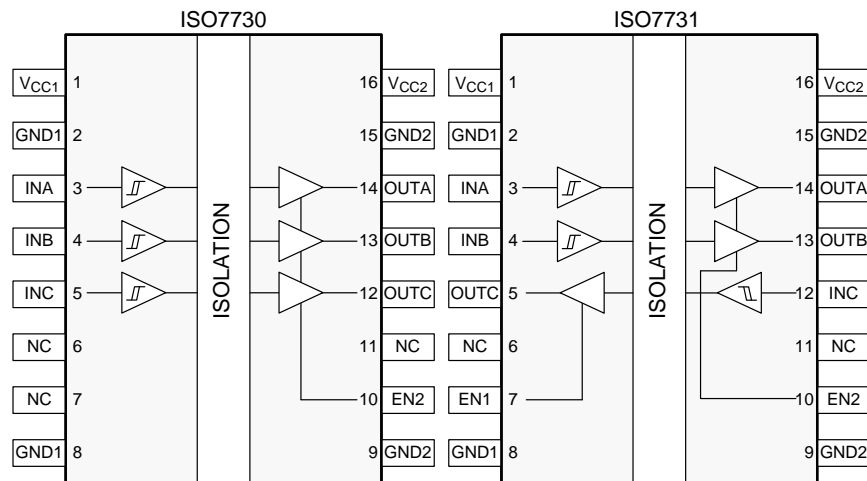 ISO7730
VCC1 1 16 VCC2
GND1 2 15 GND2
INA 3 14 OUTA
INB 4 13 OUTB
INC 5 12 OUTC
NC 6 11 NC
NC 7 10 EN2
GND1 8 9 GND2
ISOLATION
ISO7731
VCC1 1 16 VCC2
GND1 2 15 GND2
INA 3 14 OUTA
INB 4 13 OUTB
OUTC 5 12 INC
NC 6 11 NC
EN1 7 10 EN2
GND1 8 9 GND2
ISOLATION